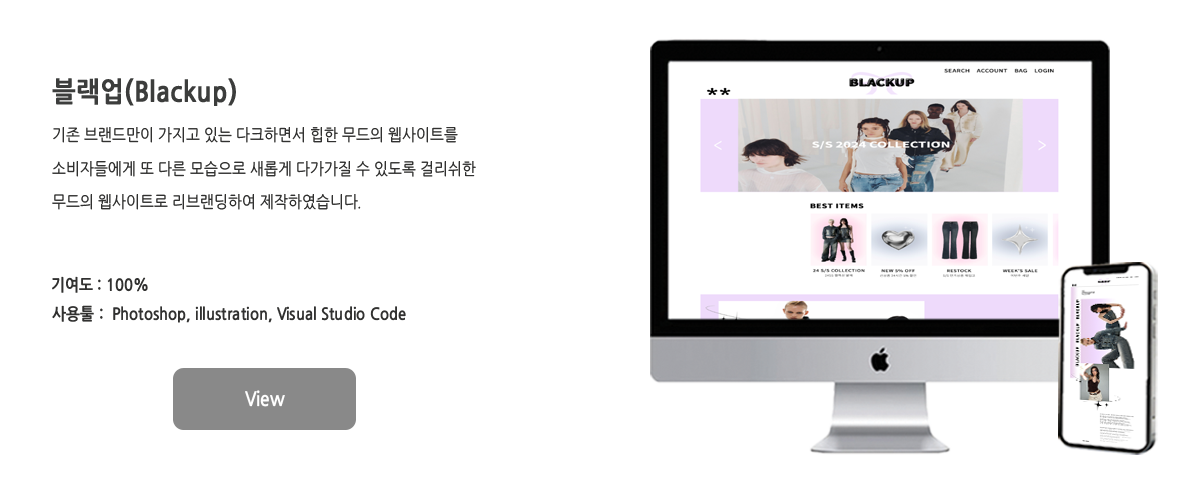 블랙업(Blackup)
기존 브랜드만이 가지고 있는 다크하면서 힙한 무드의 웹사이트를
소비자들에게 또 다른 모습으로 새롭게 다가가질 수 있도록 걸리쉬한
무드의 웹사이트로 리브랜딩하여 제작하였습니다.
기여도 : 100%
사용툴 : Photoshop, illustration, Visual Studio Code
View
SEARCH ACCOUNT BAG LOGIN
BLACKUP
**
< S/S 2024 COLLECTION >
BEST ITEMS
24 S/S COLLECTION NEW 5% OFF RESTOCK WEEK'S SALE
BLACKUP BLACKUP BLACKUP